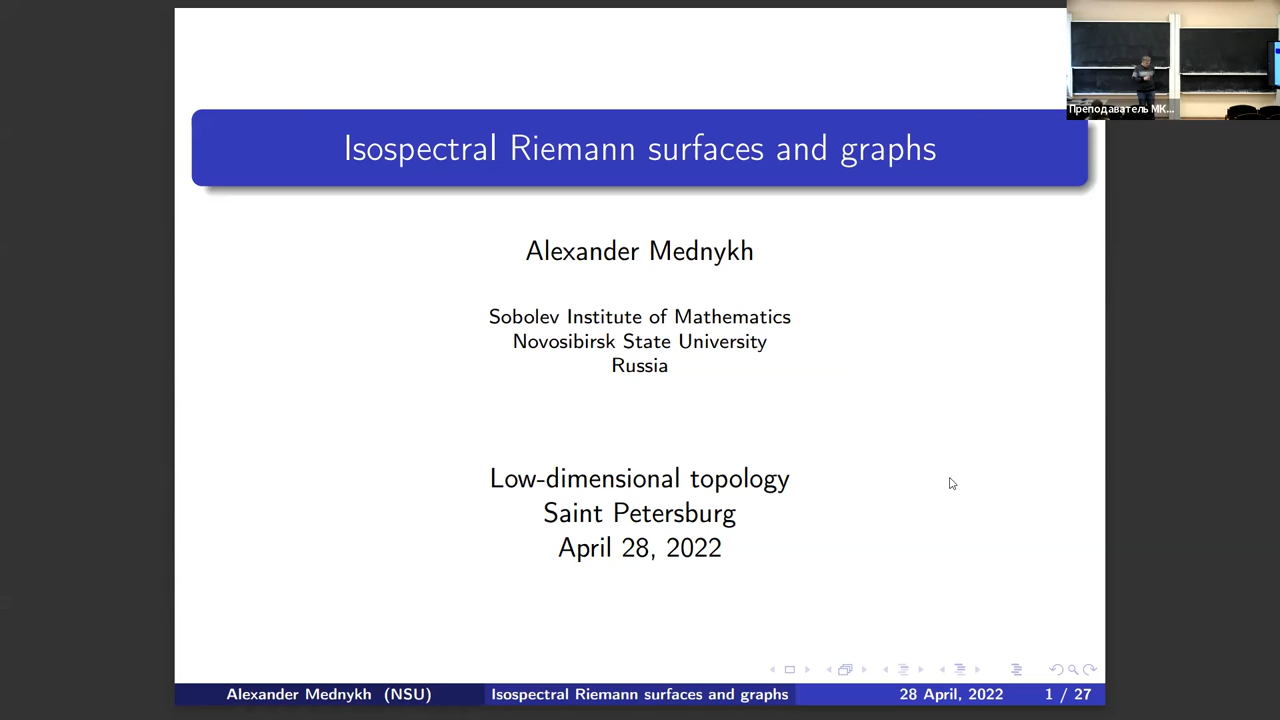 Преподаватель МК...
Isospectral Riemann surfaces and graphs
Alexander Mednykh
Sobolev Institute of Mathematics
Novosibirsk State University
Russia
Low-dimensional topology
Saint Petersburg
April 28, 2022
Alexander Mednykh (NSU) Isospectral Riemann surfaces and graphs 28 April, 2022 1 / 27